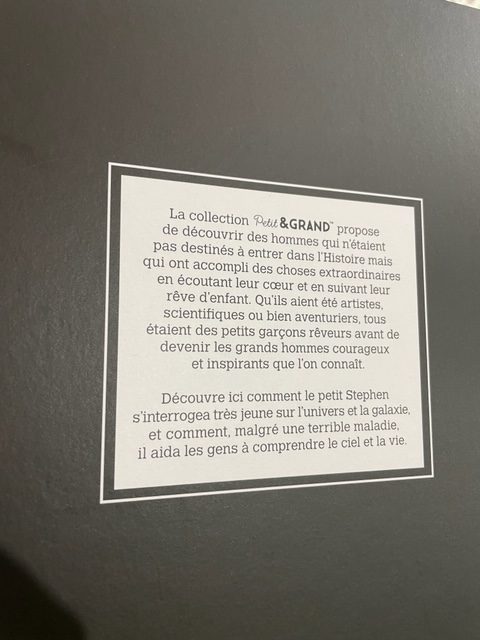 La collection Petit &GRAND™ propose
de découvrir des hommes qui n'étaient
pas destinés à entrer dans l'Histoire mais
qui ont accompli des choses extraordinaires
en écoutant leur cœur et en suivant leur
rêve d'enfant. Qu'ils aient été artistes,
scientifiques ou bien aventuriers, tous
étaient des petits garçons rêveurs avant de
devenir les grands hommes courageux
et inspirants que l'on connaît.
Découvre ici comment le petit Stephen
s'interrogea très jeune sur l'univers et la galaxie,
et comment, malgré une terrible maladie,
il aida les gens à comprendre le ciel et la vie.